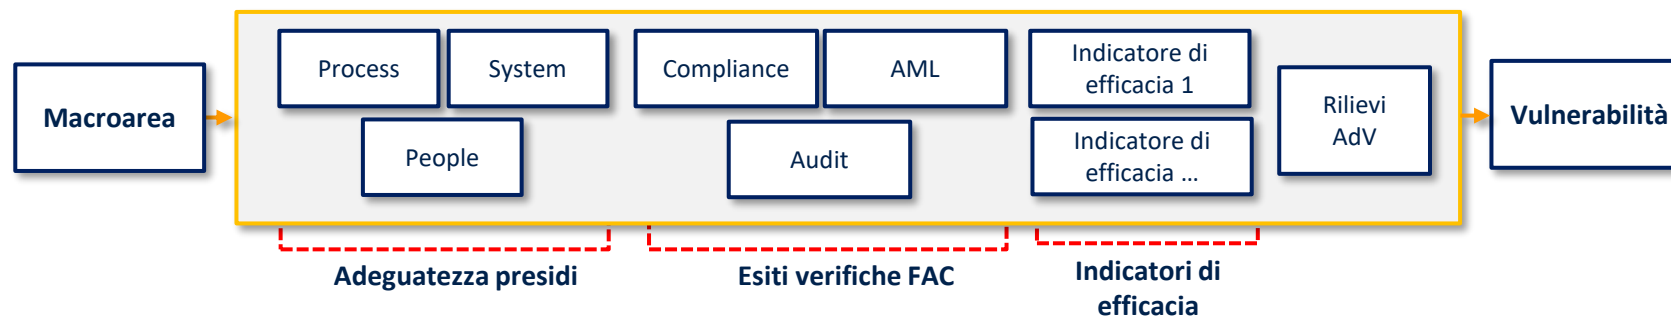 Macroarea
Process
System
People
Compliance
AML
Audit
Indicatore di
efficacia 1
Indicatore di
efficacia ...
Rilievi
AdV
Vulnerabilità
Adeguatezza presidi
Esiti verifiche FAC
Indicatori di
efficacia